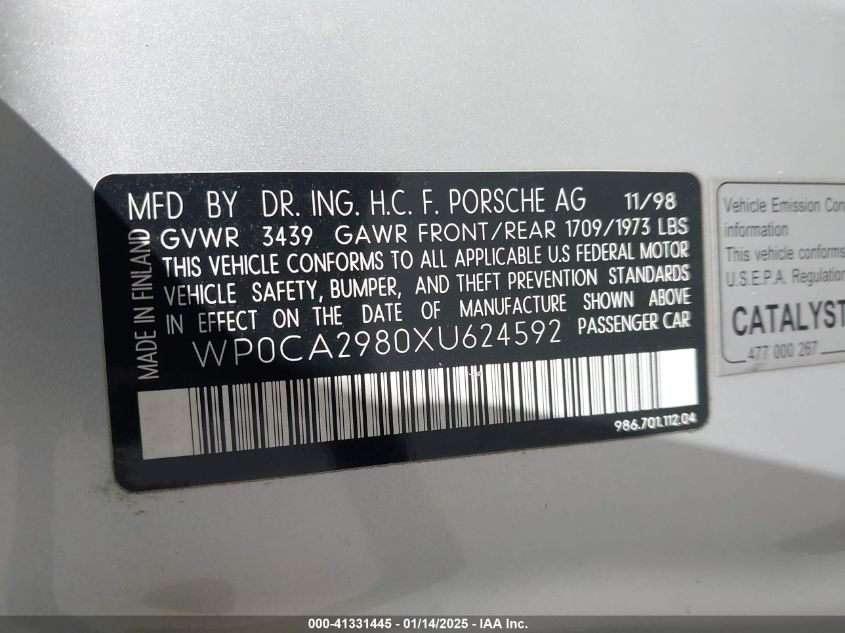 MFD BY DR. ING. H.C. F. PORSCHE AG 11/98
GVWR 3439 GAWR FRONT/REAR 1709/1973 LBS
THIS VEHICLE CONFORMS TO ALL APPLICABLE U.S FEDERAL MOTOR
VEHICLE SAFETY, BUMPER, AND THEFT PREVENTION STANDARDS
IN EFFECT ON THE DATE OF MANUFACTURE SHOWN ABOVE
WP0CA2980XU624592 PASSENGER CAR
986.701.112.04
MADE IN FINLAND
Vehicle Emission Con
information
This vehicle conforms
U.S.E.P.A. Regulation
CATALYST
477 000 267
000-41331445 - 01/14/2025 - IAA Inc.